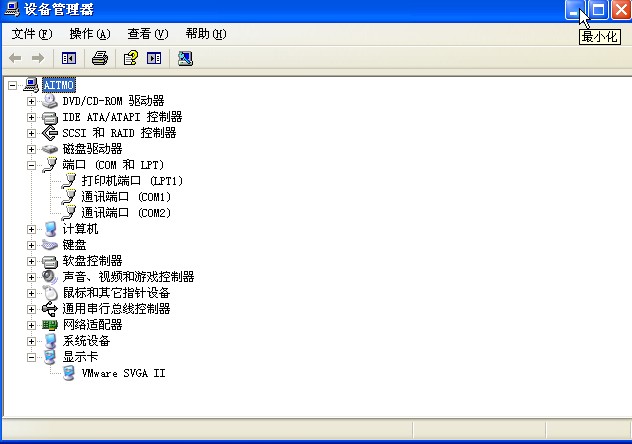 设备管理器
最小化
文件(F) 操作(A) 查看(V) 帮助(H)
AITMO
DVD/CD-ROM 驱动器
IDE ATA/ATAPI 控制器
SCSI 和 RAID 控制器
磁盘驱动器
端口 (COM 和 LPT)
打印机端口 (LPT1)
通讯端口 (COM1)
通讯端口 (COM2)
计算机
键盘
软盘控制器
声音、视频和游戏控制器
鼠标和其它指针设备
通用串行总线控制器
网络适配器
系统设备
显示卡
VMware SVGA II